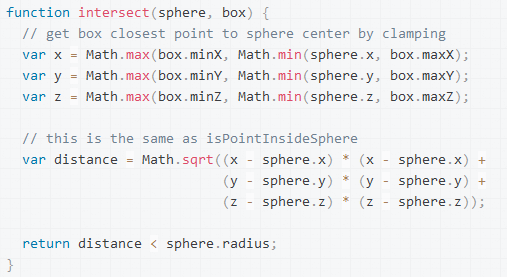 function intersect(sphere, box) {
  // get box closest point to sphere center by clamping
  var x = Math.max(box.minX, Math.min(sphere.x, box.maxX);
  var y = Math.max(box.minY, Math.min(sphere.y, box.maxY);
  var z = Math.max(box.minZ, Math.min(sphere.z, box.maxZ);

  // this is the same as isPointInsideSphere
  var distance = Math.sqrt((x - sphere.x) * (x - sphere.x) +
                           (y - sphere.y) * (y - sphere.y) +
                           (z - sphere.z) * (z - sphere.z));

  return distance < sphere.radius;
}